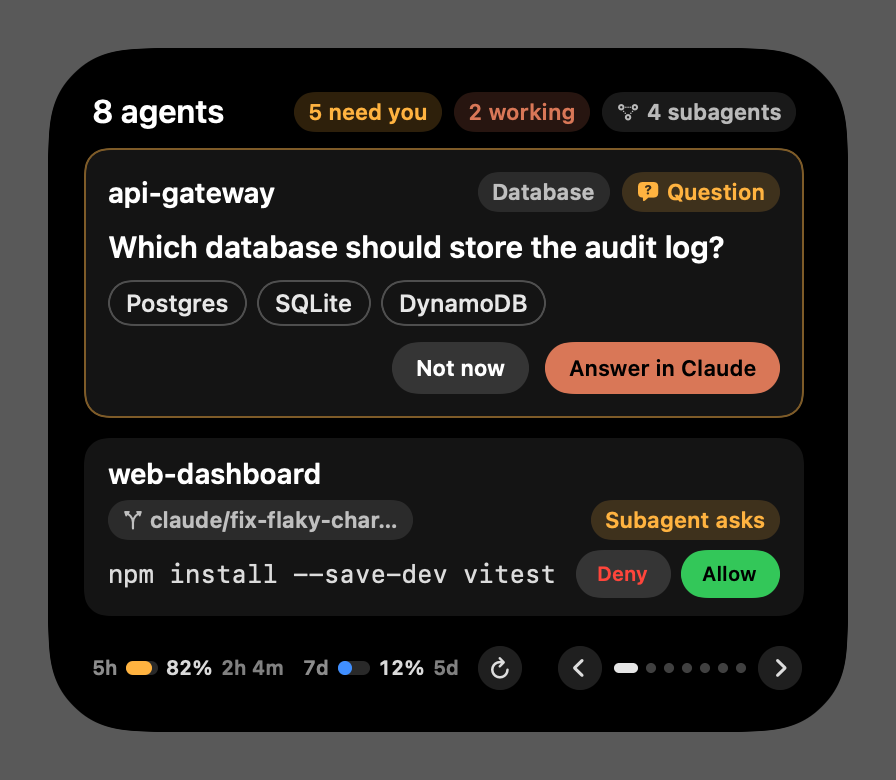 8 agents 5 need you 2 working 4 subagents
api-gateway Database Question
Which database should store the audit log?
Postgres SQLite DynamoDB
Not now Answer in Claude
web-dashboard
claude/fix-flaky-char... Subagent asks
npm install --save-dev vitest Deny Allow
5h 82% 2h 4m 7d 12% 5d